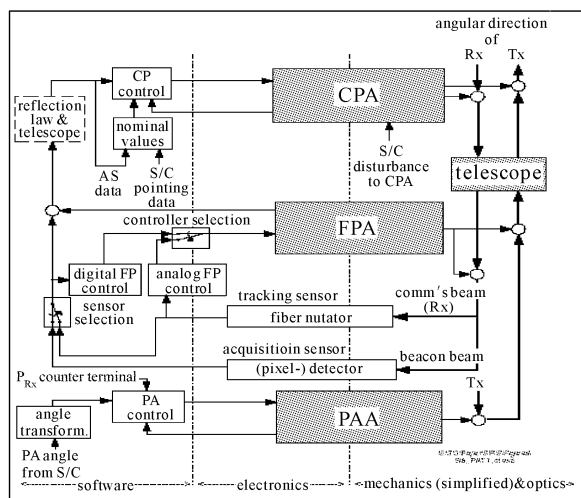 angular direction
of
Rx
Tx
CP
control
CPA
reflection
law &
telescope
nominal
values
AS
data
S/C
pointing
data
S/C
disturbance
to CPA
telescope
controller selection
FPA
digital FP
control
analog FP
control
sensor
selection
tracking sensor
fiber nutator
comm's beam
(Rx)
acquisitioin sensor
(pixel-) detector
beacon beam
PRx counter terminal
Tx
angle
transform.
PA
control
PAA
PA angle
from S/C
software
electronics
mechanics (simplified)&optics